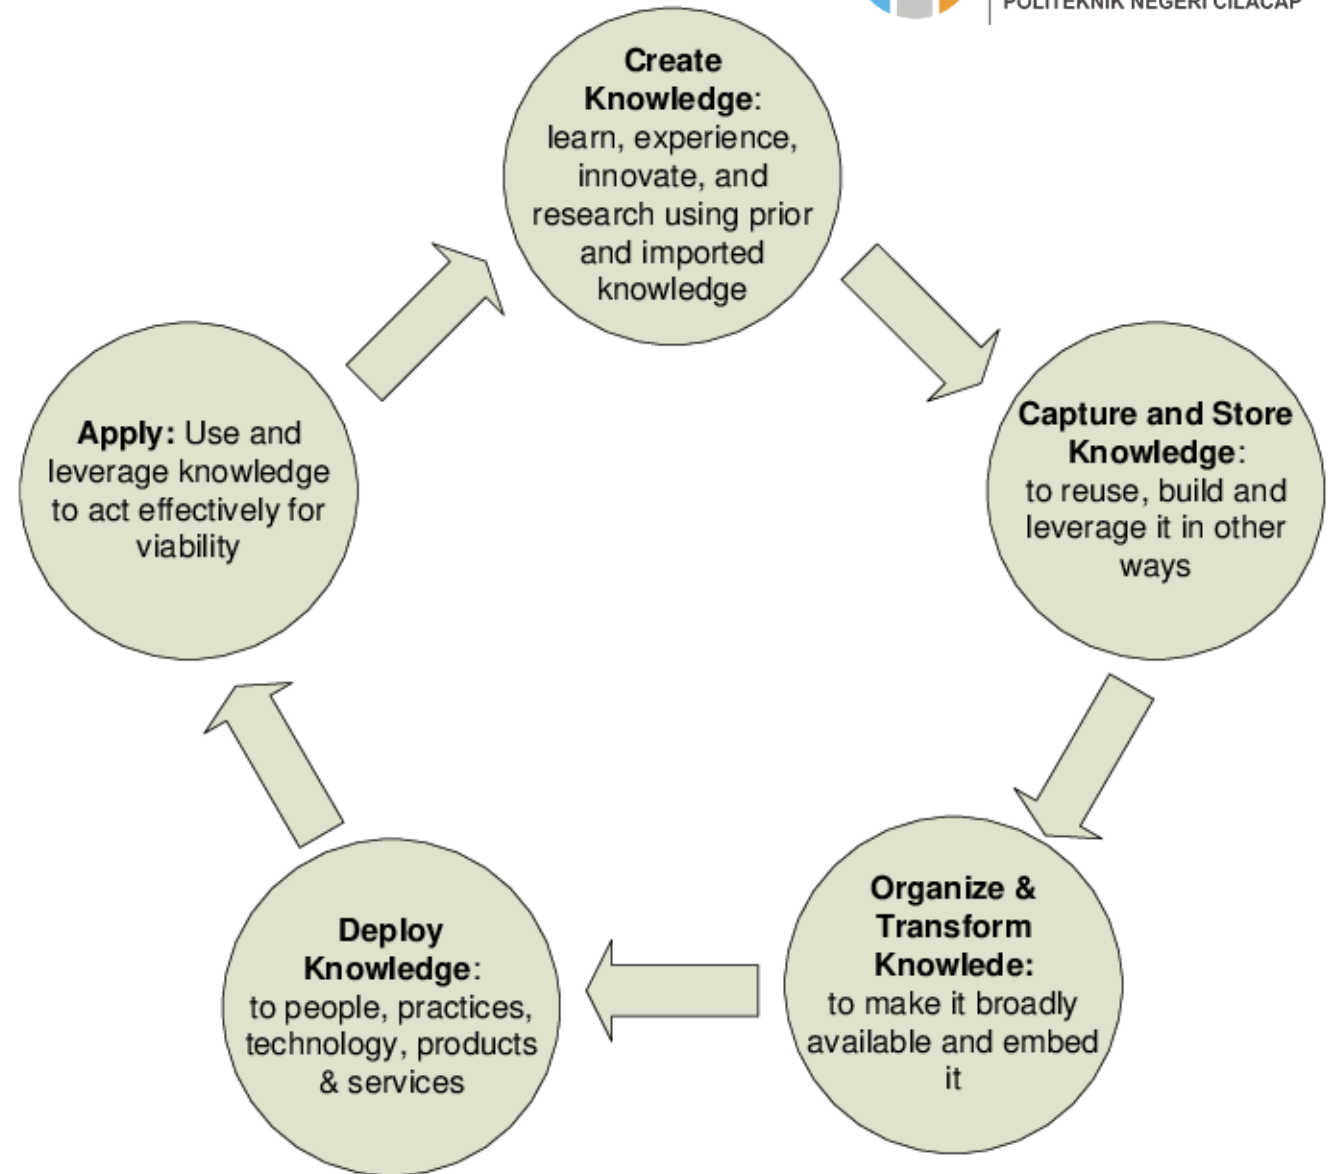 POLITEKNIK NEGERI CILACAP
Create
Knowledge:
learn, experience,
innovate, and
research using prior
and imported
knowledge
Capture and Store
Knowledge:
to reuse, build and
leverage it in other
ways
Organize &
Transform
Knowlede:
to make it broadly
available and embed
it
Deploy
Knowledge:
to people, practices,
technology, products
& services
Apply: Use and
leverage knowledge
to act effectively for
viability